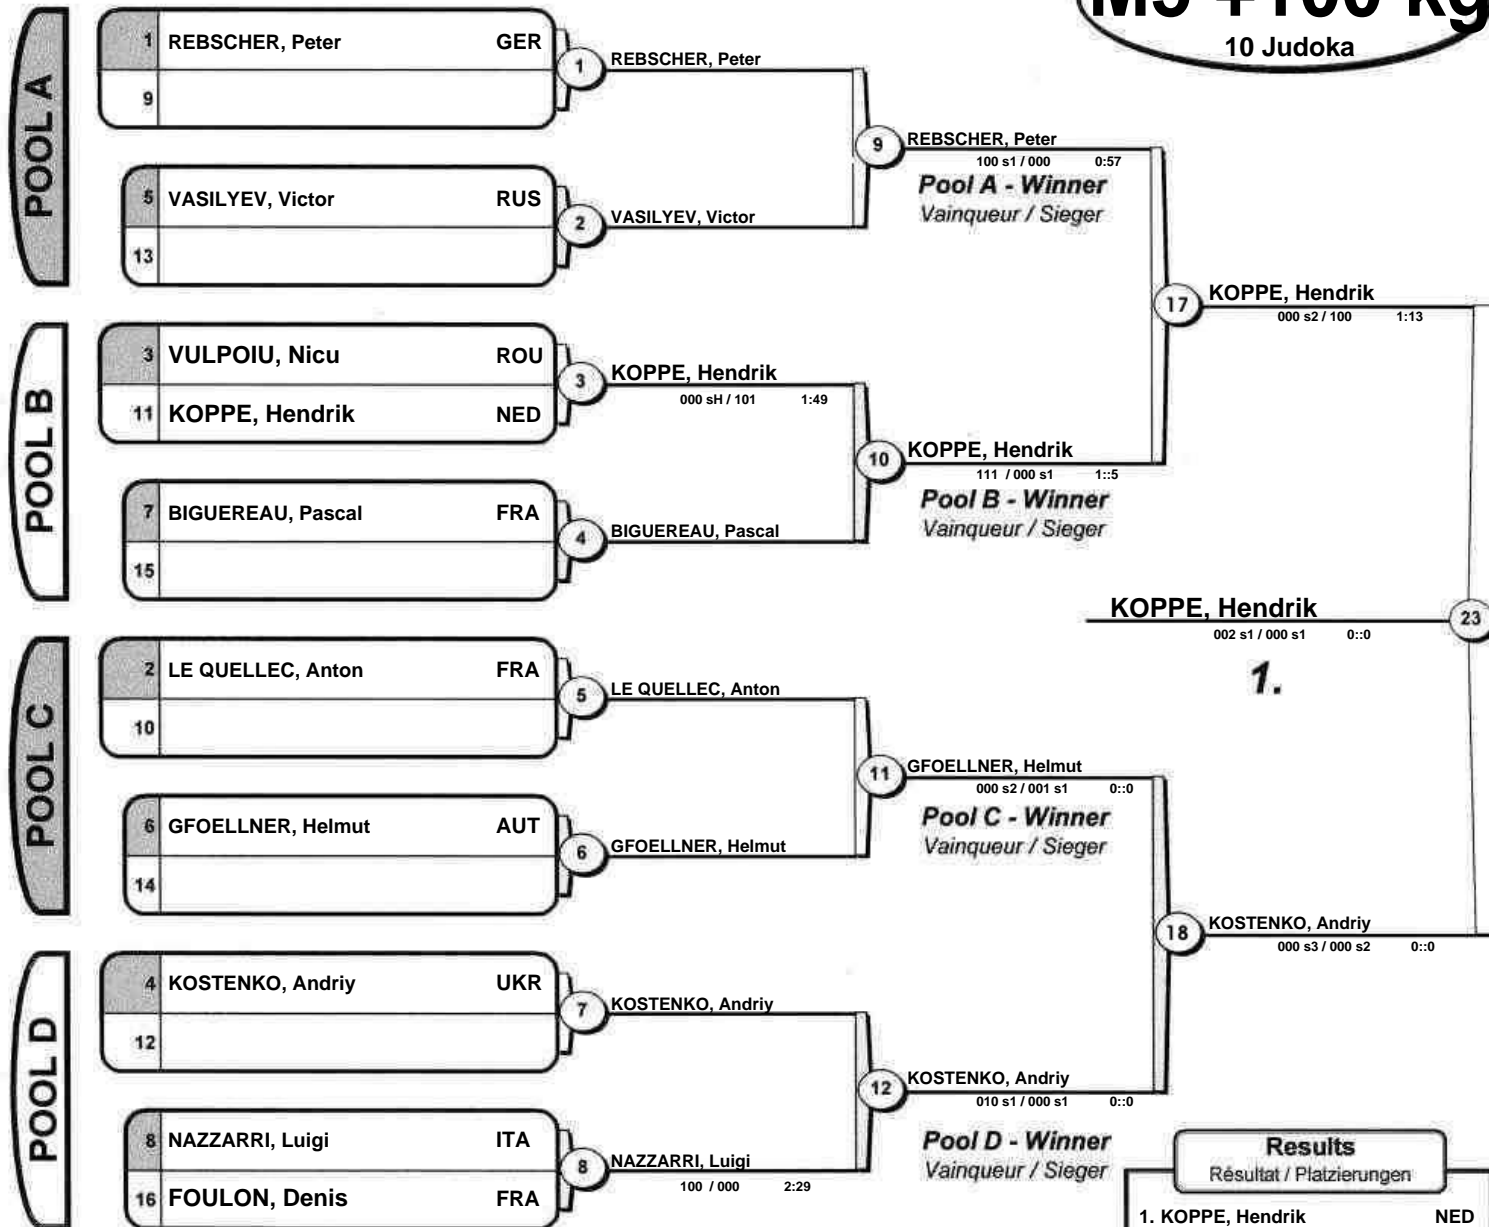 M5 +100 kg
10 Judoka
POOL A
1 REBSCHER, Peter GER
9
1 REBSCHER, Peter
5 VASILYEV, Victor RUS
13
2 VASILYEV, Victor
9 REBSCHER, Peter
100 s1 / 000 0:57
Pool A - Winner
Vainqueur / Sieger
POOL B
3 VULPOIU, Nicu ROU
11 KOPPE, Hendrik NED
3 KOPPE, Hendrik
000 sH / 101 1:49
7 BIGUEREAU, Pascal FRA
15
4 BIGUEREAU, Pascal
10 KOPPE, Hendrik
111 / 000 s1 1::5
Pool B - Winner
Vainqueur / Sieger
17 KOPPE, Hendrik
000 s2 / 100 1:13
KOPPE, Hendrik 23
002 s1 / 000 s1 0::0
1.
POOL C
2 LE QUELLEC, Anton FRA
10
5 LE QUELLEC, Anton
6 GFOELLNER, Helmut AUT
14
6 GFOELLNER, Helmut
11 GFOELLNER, Helmut
000 s2 / 001 s1 0::0
Pool C - Winner
Vainqueur / Sieger
18 KOSTENKO, Andriy
000 s3 / 000 s2 0::0
POOL D
4 KOSTENKO, Andriy UKR
12
7 KOSTENKO, Andriy
8 NAZZARRI, Luigi ITA
16 FOULON, Denis FRA
8 NAZZARRI, Luigi
100 / 000 2:29
12 KOSTENKO, Andriy
010 s1 / 000 s1 0::0
Pool D - Winner
Vainqueur / Sieger
Results
Résultat / Platzierungen
1. KOPPE, Hendrik NED